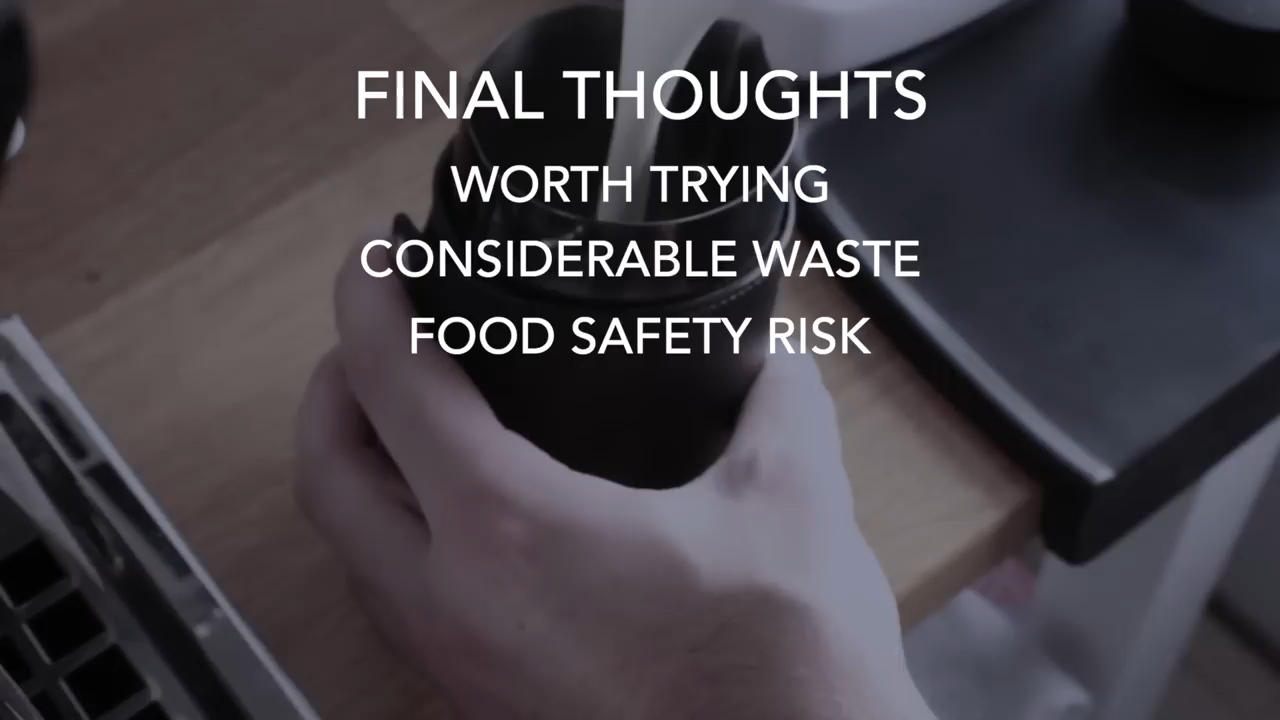 FINAL THOUGHTS
WORTH TRYING
CONSIDERABLE WASTE
FOOD SAFETY RISK